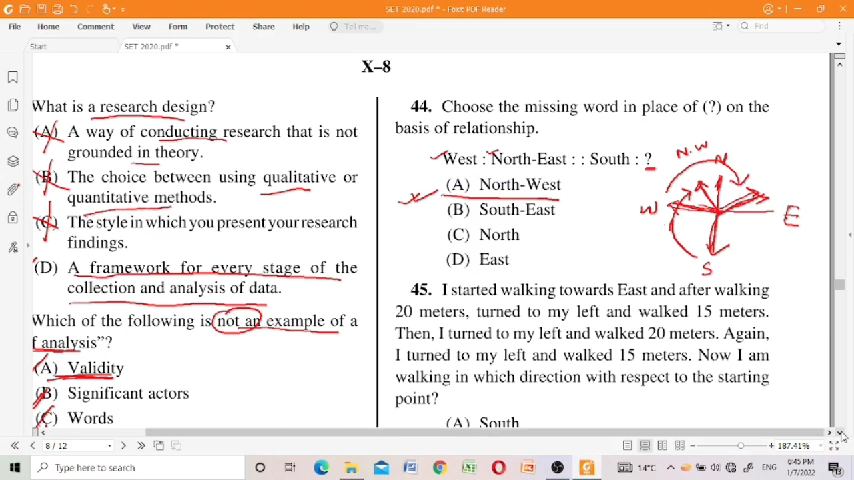 SET 2020.pdf * - Foxit PDF Reader
File Home Comment View Form Protect Share Help Tell me... Find
Start SET 2020.pdf *
X–8
What is a research design?
(A) A way of conducting research that is not
grounded in theory.
(B) The choice between using qualitative or
quantitative methods.
(C) The style in which you present your research
findings.
(D) A framework for every stage of the
collection and analysis of data.
Which of the following is not an example of a
f analysis”?
(A) Validity
(B) Significant actors
(C) Words
44. Choose the missing word in place of (?) on the
basis of relationship.
West : North-East : : South : ?
(A) North-West
(B) South-East
(C) North
(D) East
N.W
N
W
E
S
45. I started walking towards East and after walking
20 meters, turned to my left and walked 15 meters.
Then, I turned to my left and walked 20 meters. Again,
I turned to my left and walked 15 meters. Now I am
walking in which direction with respect to the starting
point?
(A) South
8 / 12 187.41%
Type here to search 14°C ENG 6:45 PM
1/7/2022